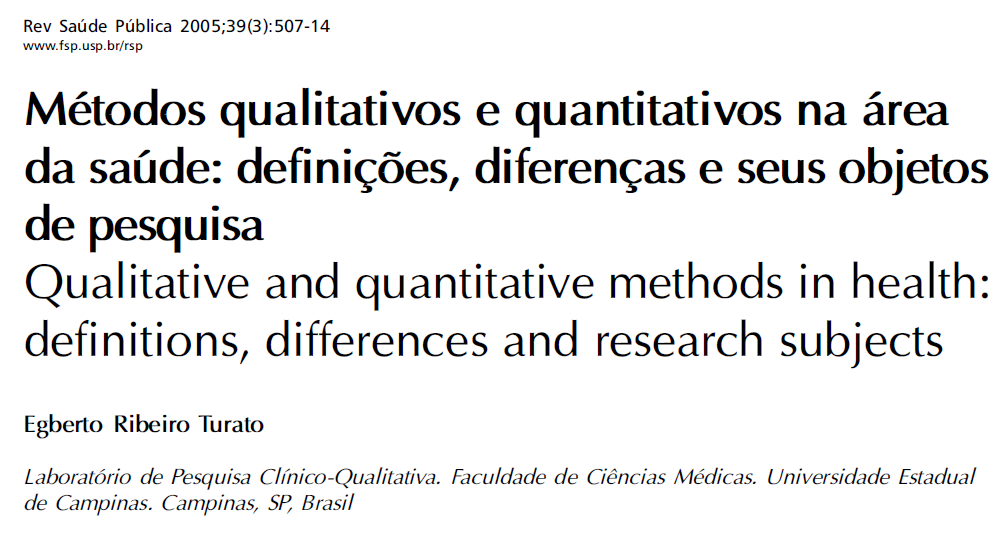 Rev Saúde Pública 2005;39(3):507-14
www.fsp.usp.br/rsp
Métodos qualitativos e quantitativos na área
da saúde: definições, diferenças e seus objetos
de pesquisa
Qualitative and quantitative methods in health:
definitions, differences and research subjects
Egberto Ribeiro Turato
Laboratório de Pesquisa Clínico-Qualitativa. Faculdade de Ciências Médicas. Universidade Estadual
de Campinas. Campinas, SP, Brasil